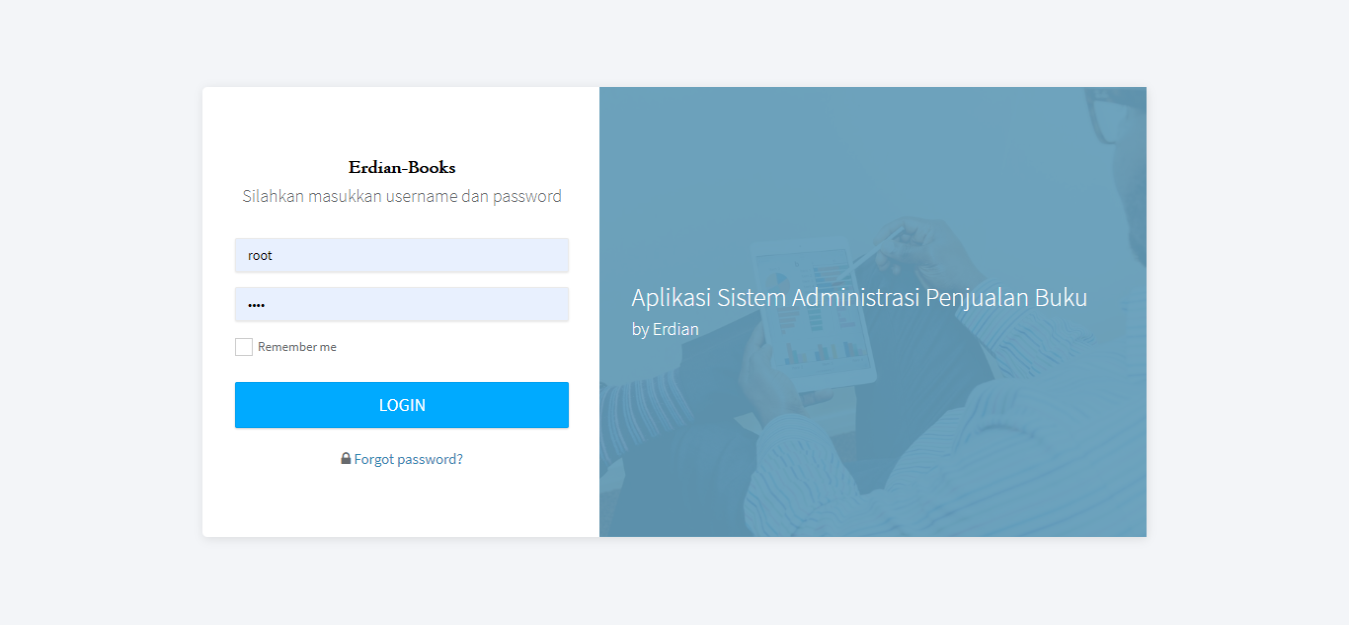 Erdian-Books
Silahkan masukkan username dan password
root
••••
Remember me
LOGIN
Forgot password?
Aplikasi Sistem Administrasi Penjualan Buku
by Erdian